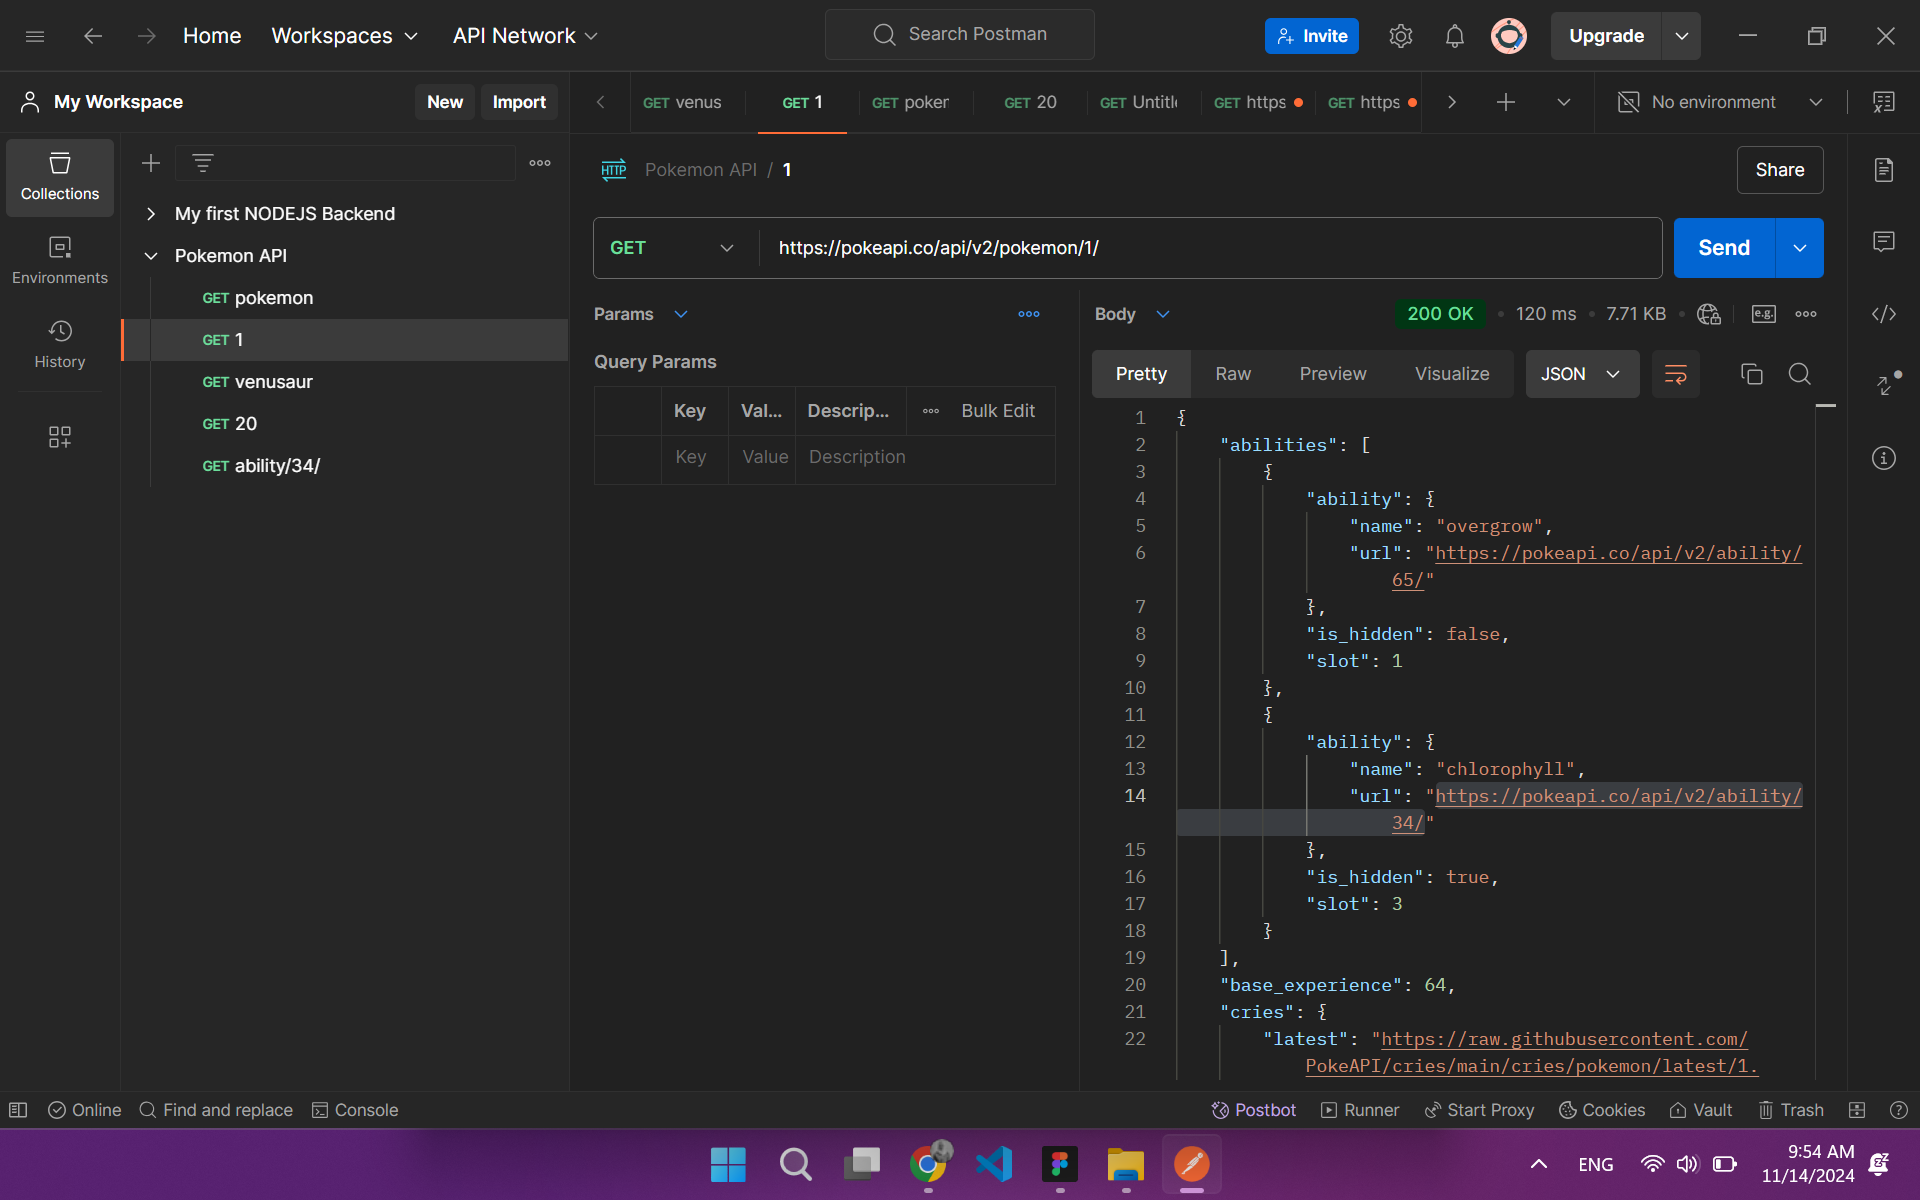 Home
Workspaces
API Network
Search Postman
Invite
Upgrade
My Workspace
New
Import
GET venus
GET 1
GET poker
GET 20
GET Untitl
GET https
GET https
No environment
Collections
Environments
History
My first NODEJS Backend
Pokemon API
GET pokemon
GET 1
GET venusaur
GET 20
GET ability/34/
HTTP
Pokemon API / 1
Share
GET
https://pokeapi.co/api/v2/pokemon/1/
Send
Params
Query Params
Key
Val...
Descrip...
Bulk Edit
Key
Value
Description
Body
200 OK
120 ms
7.71 KB
e.g.
Pretty
Raw
Preview
Visualize
JSON
1 {
2 "abilities": [
3 {
4 "ability": {
5 "name": "overgrow",
6 "url": "https://pokeapi.co/api/v2/ability/
65/"
7 },
8 "is_hidden": false,
9 "slot": 1
10 },
11 {
12 "ability": {
13 "name": "chlorophyll",
14 "url": "https://pokeapi.co/api/v2/ability/
34/"
15 },
16 "is_hidden": true,
17 "slot": 3
18 }
19 ],
20 "base_experience": 64,
21 "cries": {
22 "latest": "https://raw.githubusercontent.com/
PokeAPI/cries/main/cries/pokemon/latest/1.
Online
Find and replace
Console
Postbot
Runner
Start Proxy
Cookies
Vault
Trash
ENG
9:54 AM
11/14/2024